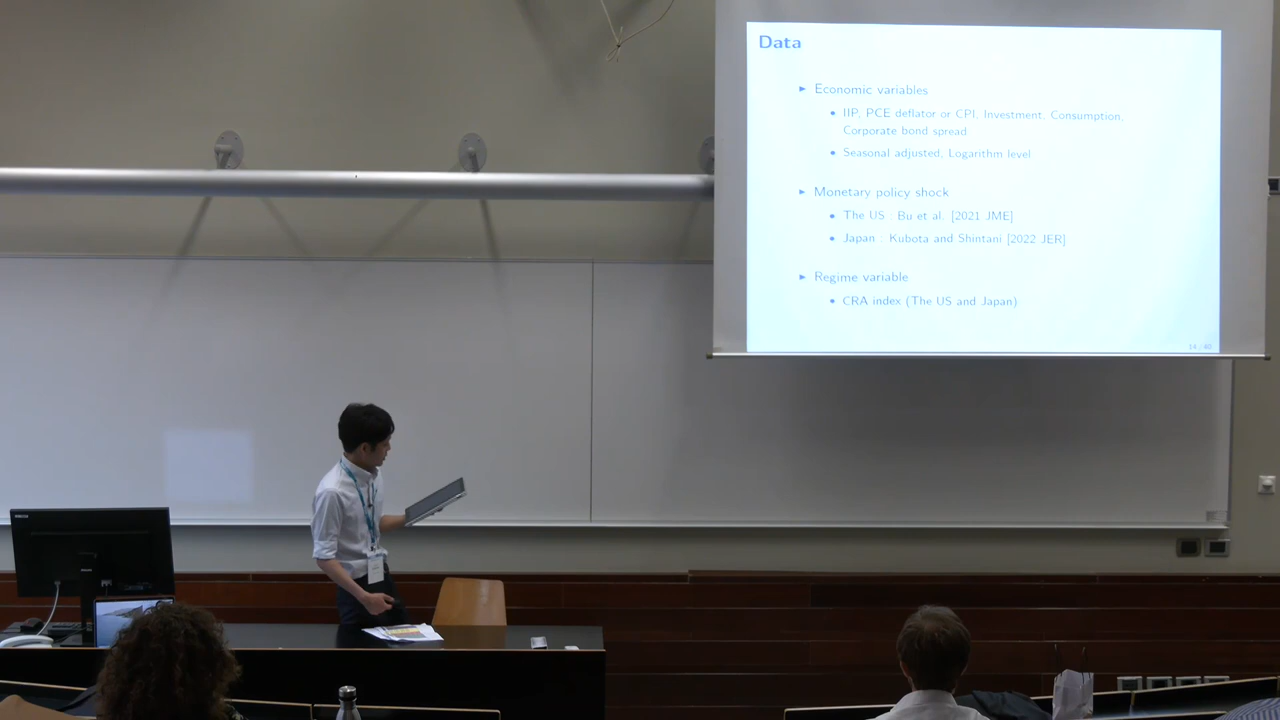 Data
► Economic variables
• IIP, PCE deflator or CPI, Investment, Consumption,
Corporate bond spread
• Seasonal adjusted, Logarithm level
► Monetary policy shock
• The US : Bu et al. [2021 JME]
• Japan : Kubota and Shintani [2022 JER]
► Regime variable
• CRA index (The US and Japan)
14 / 40